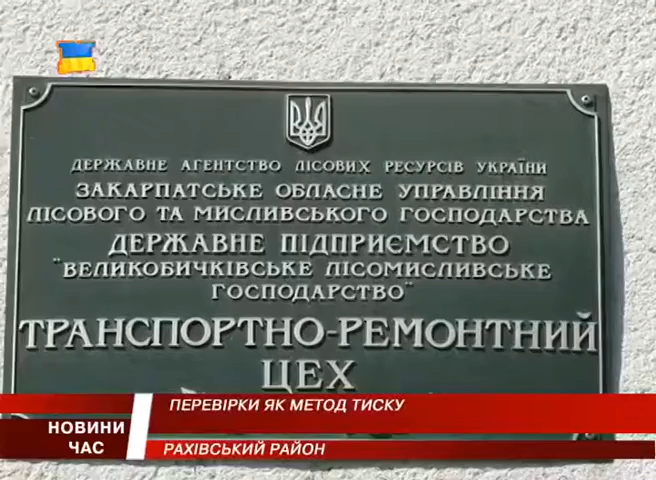 ДЕРЖАВНЕ АГЕНТСТВО ЛІСОВИХ РЕСУРСІВ УКРАЇНИ
ЗАКАРПАТСЬКЕ ОБЛАСНЕ УПРАВЛІННЯ
ЛІСОВОГО ТА МИСЛИВСЬКОГО ГОСПОДАРСТВА
ДЕРЖАВНЕ ПІДПРИЄМСТВО
"ВЕЛИКОБИЧКІВСЬКЕ ЛІСОМИСЛИВСЬКЕ
ГОСПОДАРСТВО"
ТРАНСПОРТНО-РЕМОНТНИЙ
ЦЕХ
ПЕРЕВІРКИ ЯК МЕТОД ТИСКУ
НОВИНИ
ЧАС
РАХІВСЬКИЙ РАЙОН